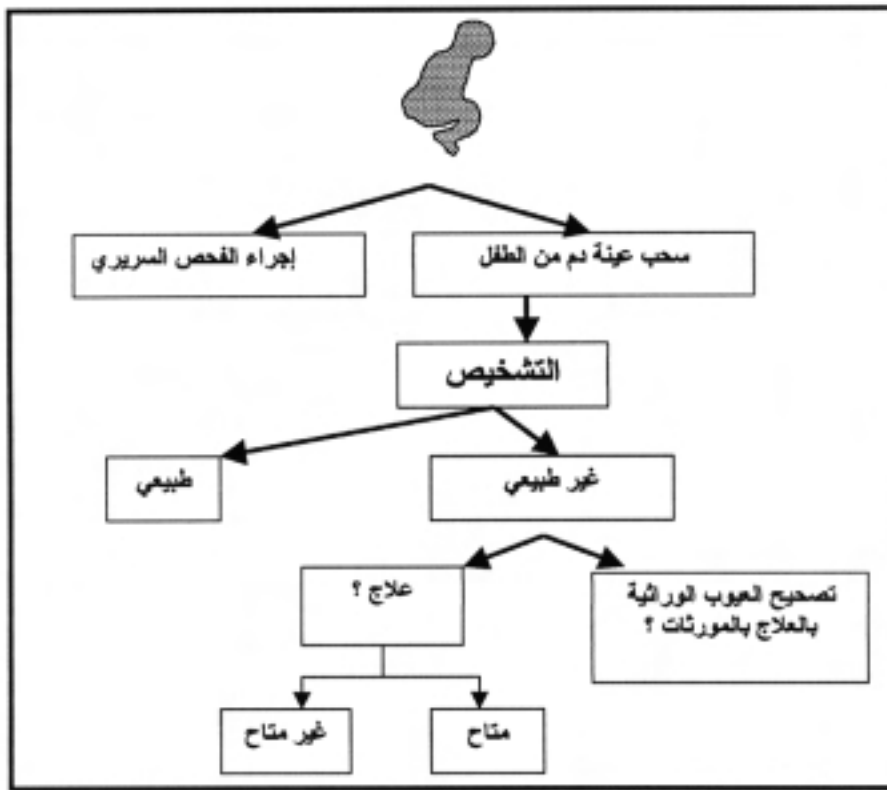 سحب عينة دم من الطفل
إجراء الفحص السريري
التشخيص
غير طبيعي
طبيعي
تصحيح العيوب الوراثية
بالعلاج بالمورثات ؟
علاج ؟
متاح
غير متاح